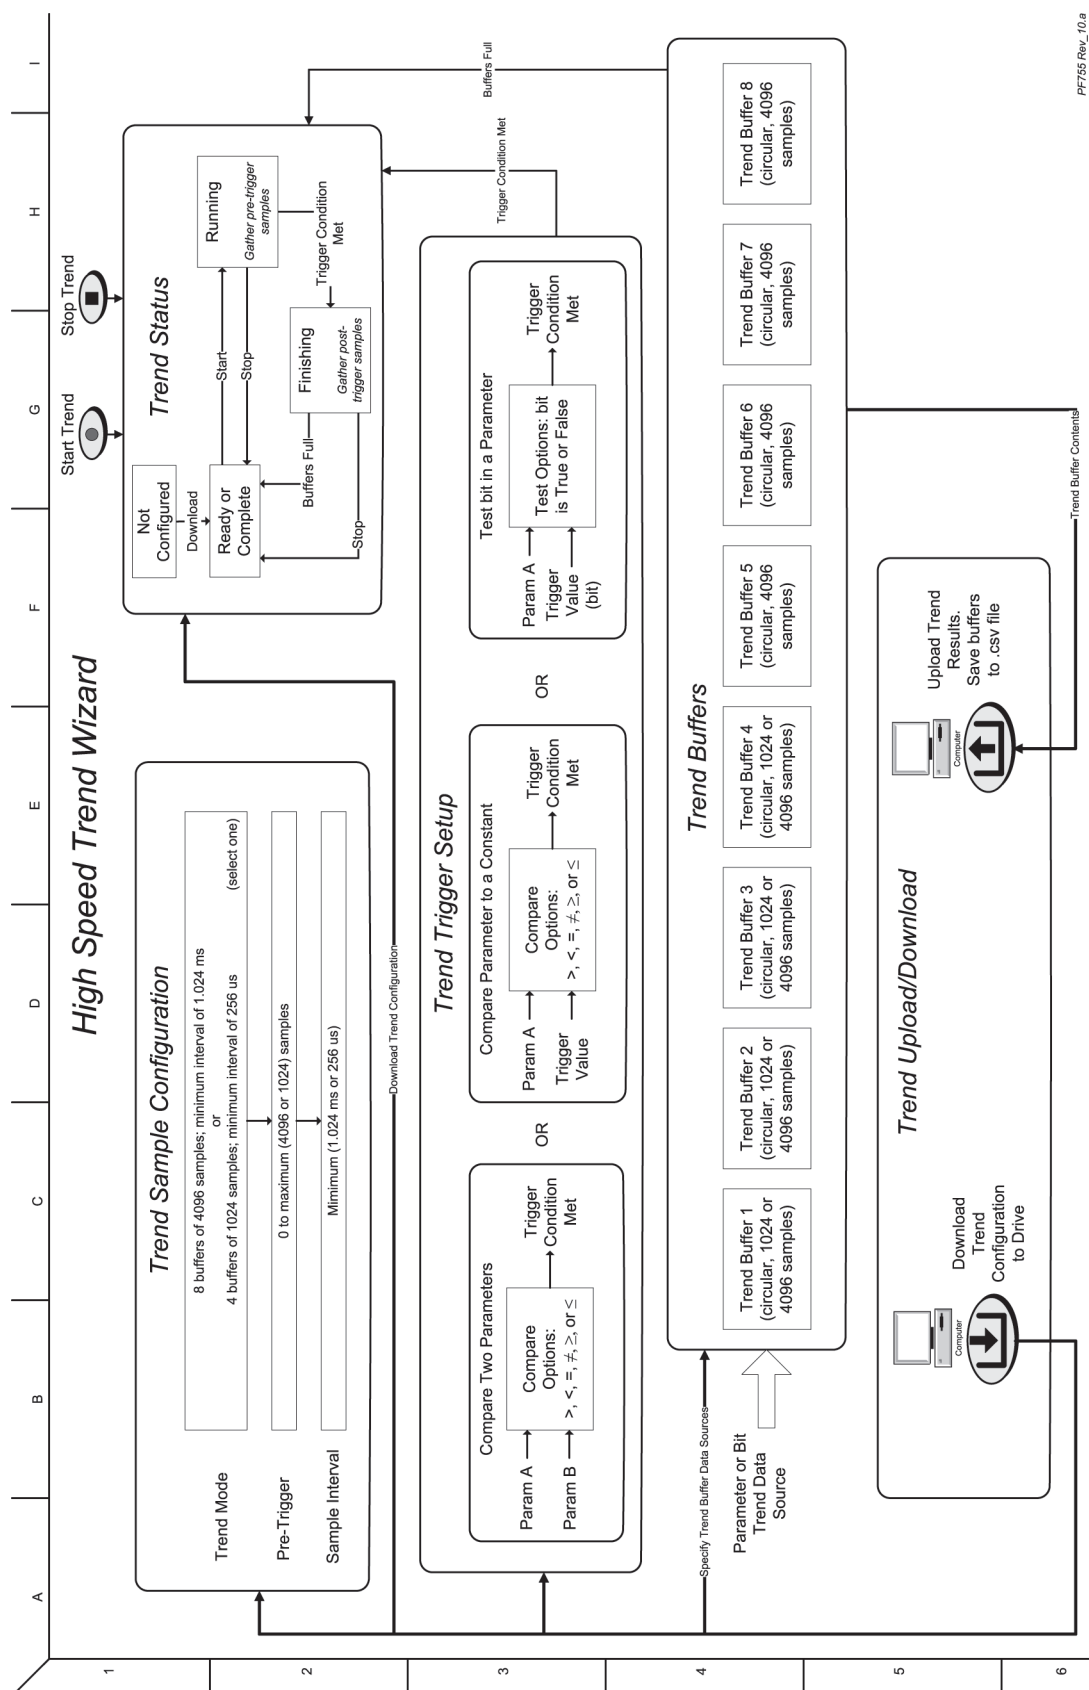 High Speed Trend Wizard
A
B
C
D
E
F
G
H
I
1
2
3
4
5
6
Trend Sample Configuration
Trend Mode
8 buffers of 4096 samples; minimum interval of 1.024 ms
or
4 buffers of 1024 samples; minimum interval of 256 us
(select one)
Pre-Trigger
0 to maximum (4096 or 1024) samples
Sample Interval
Mimimum (1.024 ms or 256 us)
Start Trend
Stop Trend
Trend Status
Not
Configured
Download
Ready or
Complete
Start
Stop
Running
Gather pre-trigger
samples
Trigger Condition
Met
Finishing
Gather post-
trigger samples
Buffers Full
Stop
Download Trend Configuration
Trigger Condition Met
Buffers Full
Trend Trigger Setup
Compare Two Parameters
Param A
Param B
Compare
Options:
>, <, =, ≠, ≥, or ≤
Trigger
Condition
Met
OR
Compare Parameter to a Constant
Param A
Trigger
Value
Compare
Options:
>, <, =, ≠, ≥, or ≤
Trigger
Condition
Met
OR
Test bit in a Parameter
Param A
Trigger
Value
(bit)
Test Options: bit
is True or False
Trigger
Condition
Met
Specify Trend Buffer Data Sources
Parameter or Bit
Trend Data
Source
Trend Buffers
Trend Buffer 1
(circular, 1024 or
4096 samples)
Trend Buffer 2
(circular, 1024 or
4096 samples)
Trend Buffer 3
(circular, 1024 or
4096 samples)
Trend Buffer 4
(circular, 1024 or
4096 samples)
Trend Buffer 5
(circular, 4096
samples)
Trend Buffer 6
(circular, 4096
samples)
Trend Buffer 7
(circular, 4096
samples)
Trend Buffer 8
(circular, 4096
samples)
Trend Upload/Download
Computer
Download
Trend
Configuration
to Drive
Computer
Upload Trend
Results.
Save buffers
to .csv file
Trend Buffer Contents
PF755 Rev_10.a